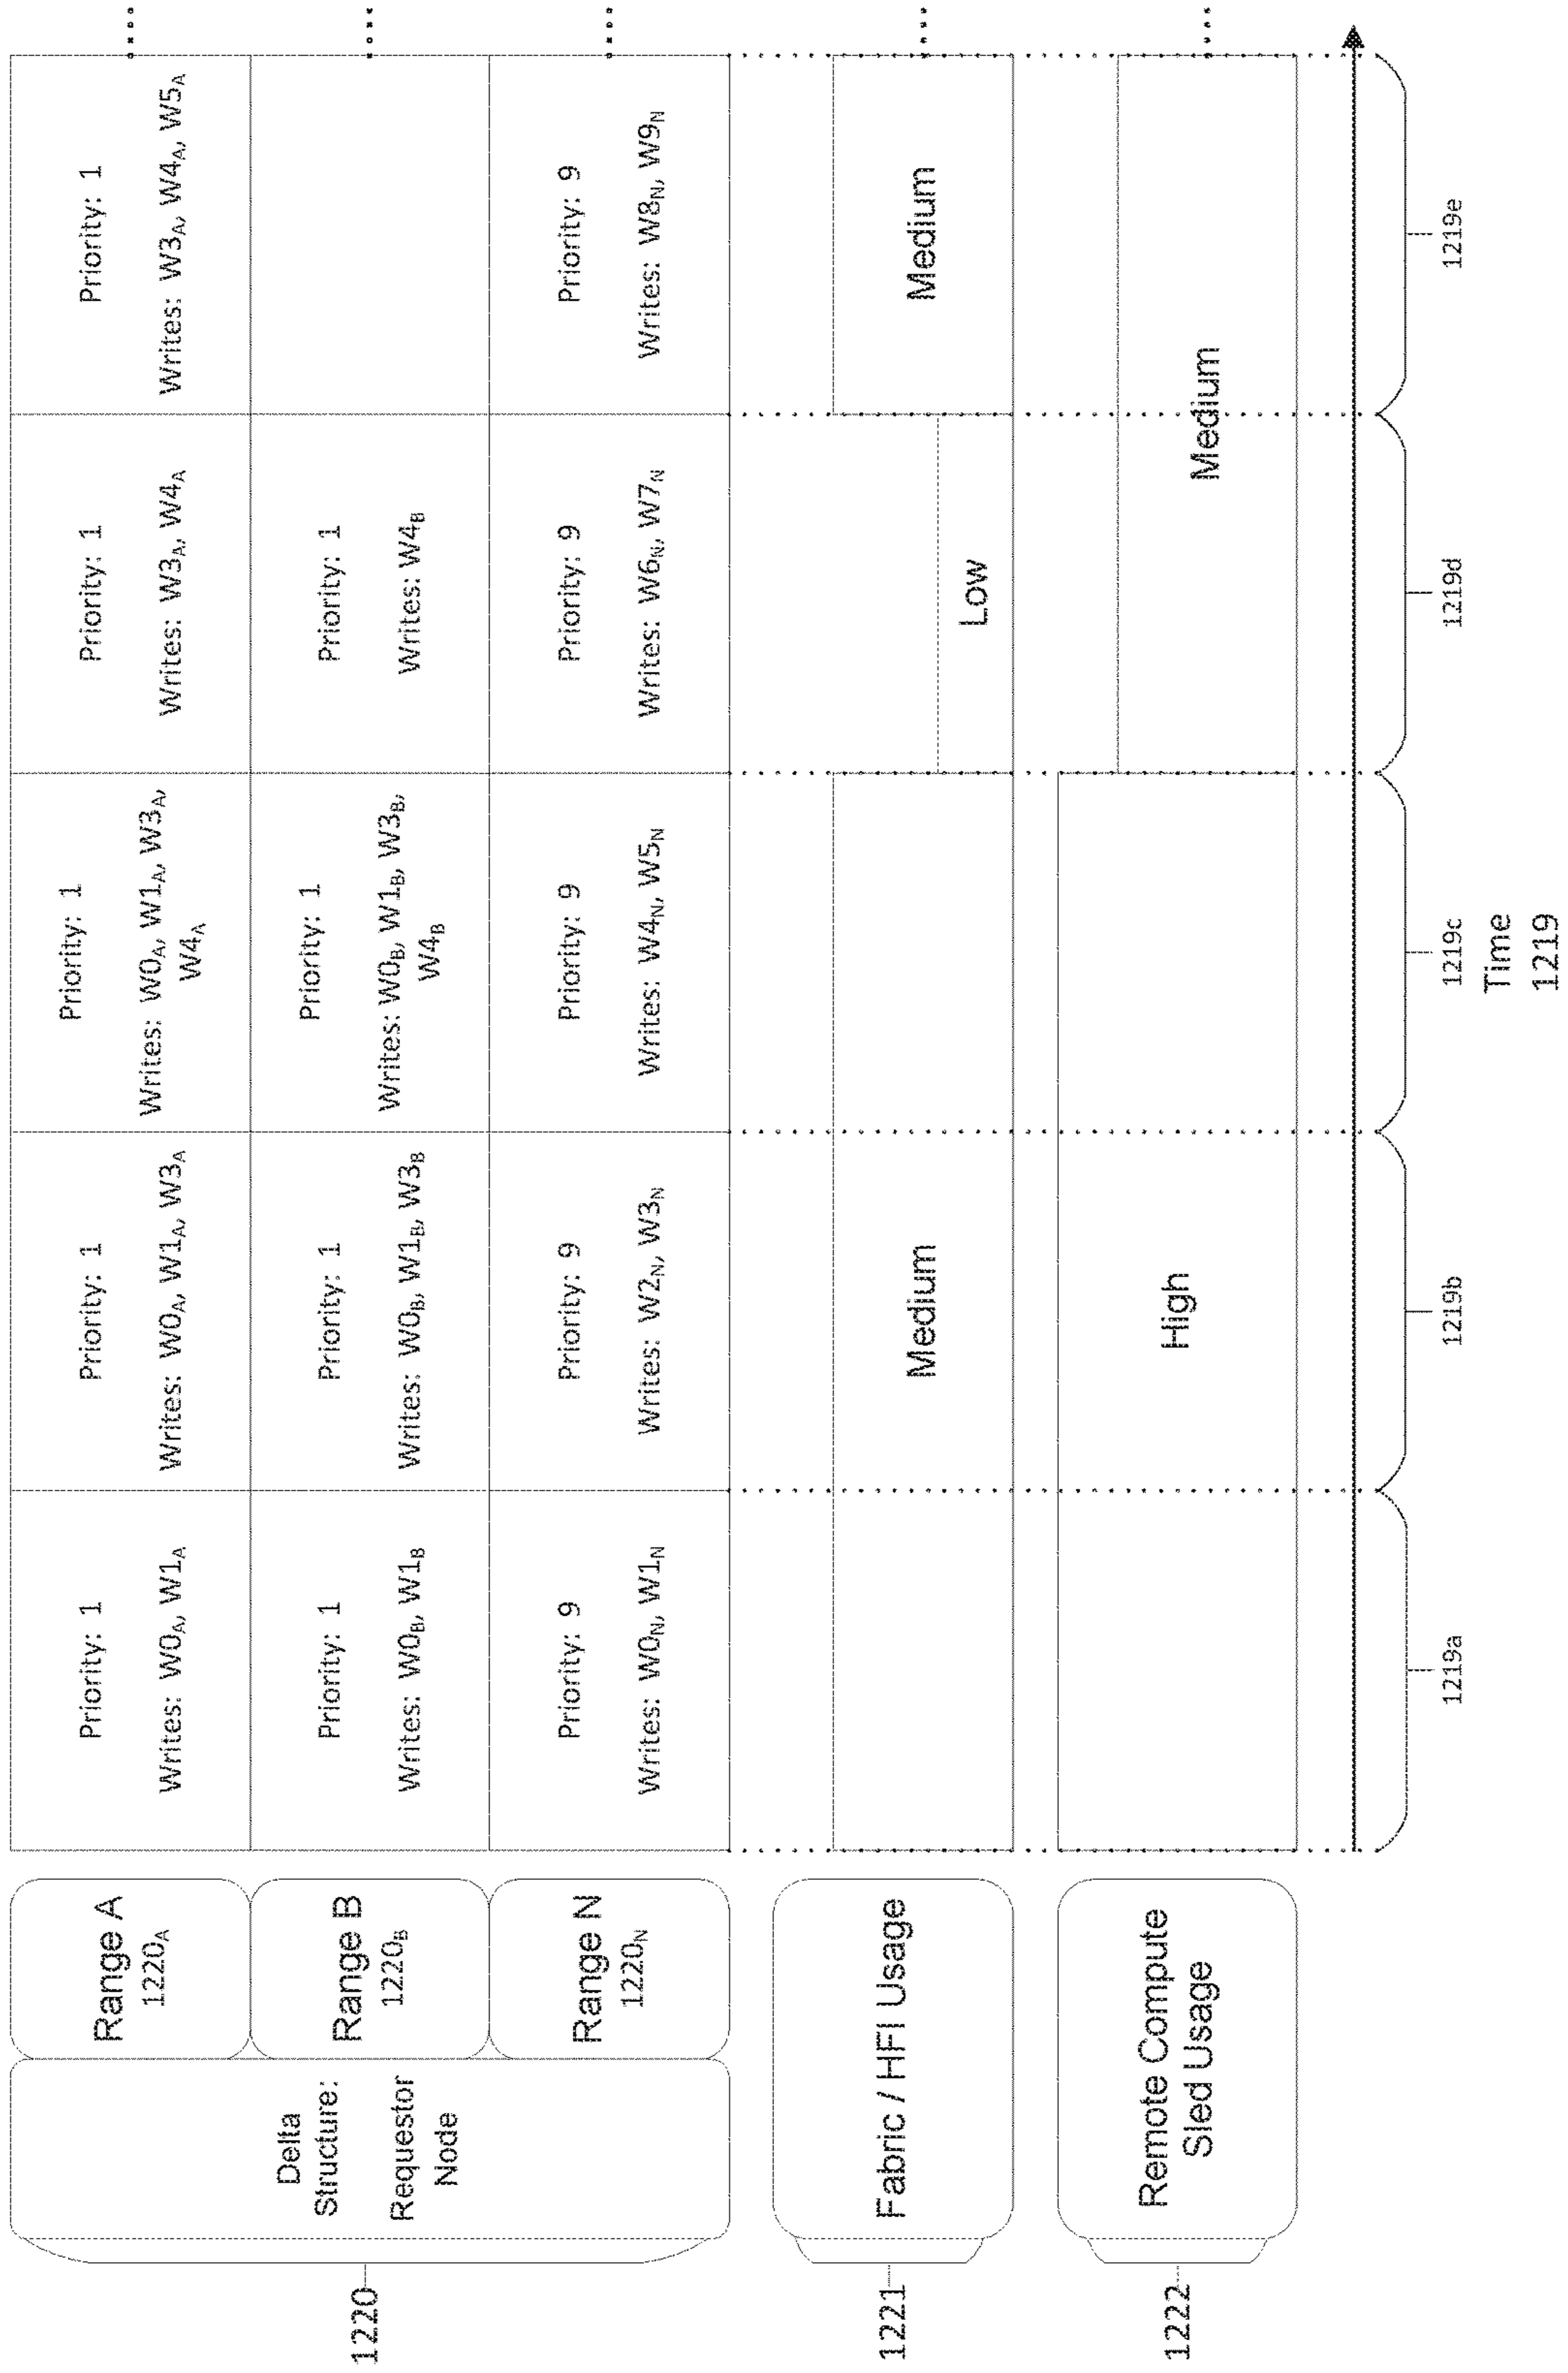 1220
Delta
Structure:
Requestor
Node
Range A
1220A
Priority: 1
Writes: W0A, W1A
Priority: 1
Writes: W0A, W1A, W3A
Priority: 1
Writes: W0A, W1A, W3A,
W4A
Priority: 1
Writes: W3A, W4A
Priority: 1
Writes: W3A, W4A, W5A
Range B
1220B
Priority: 1
Writes: W0B, W1B
Priority: 1
Writes: W0B, W1B, W3B
Priority: 1
Writes: W0B, W1B, W3B,
W4B
Priority: 1
Writes: W4B
Range N
1220N
Priority: 9
Writes: W0N, W1N
Priority: 9
Writes: W2N, W3N
Priority: 9
Writes: W4N, W5N
Priority: 9
Writes: W6N, W7N
Priority: 9
Writes: W8N, W9N
1221
Fabric / HFI Usage
Medium
Low
Medium
1222
Remote Compute
Sled Usage
High
Medium
1219a
1219b
1219c
1219d
1219e
Time
1219